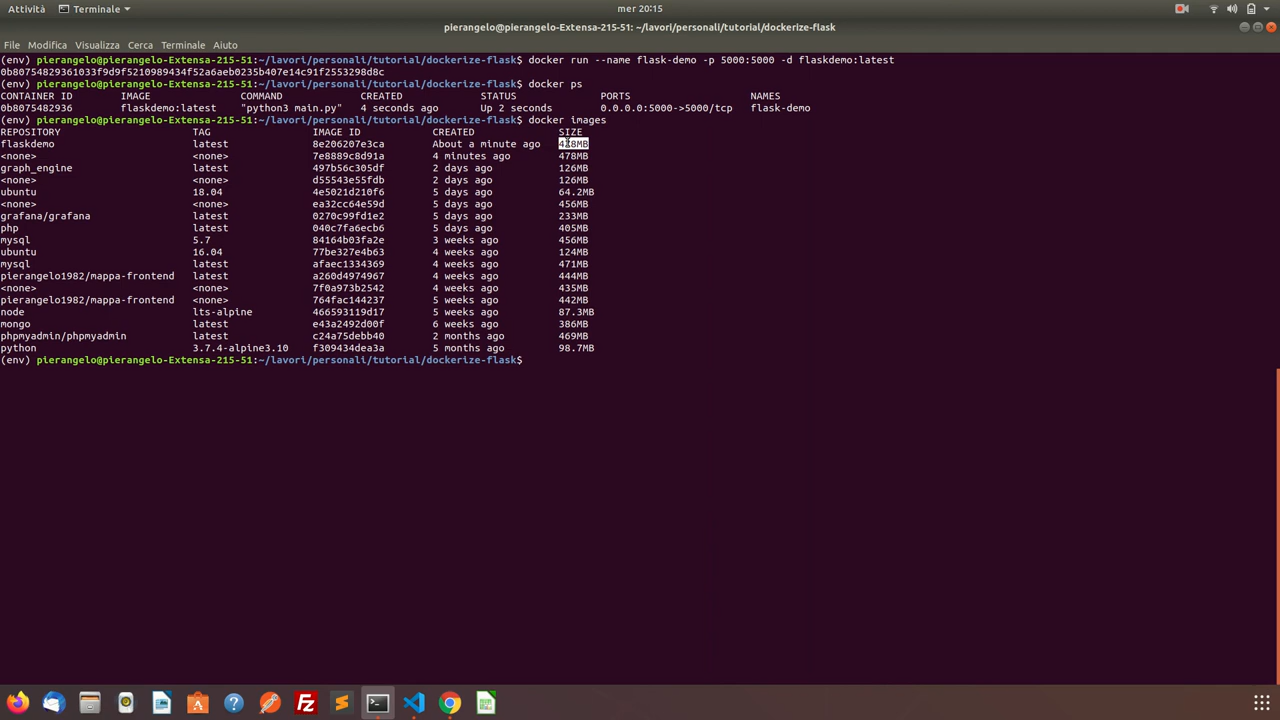 Attività Terminale mer 20:15
pierangelo@pierangelo-Extensa-215-51: ~/lavori/personali/tutorial/dockerize-flask
File Modifica Visualizza Cerca Terminale Aiuto
(env) pierangelo@pierangelo-Extensa-215-51:~/lavori/personali/tutorial/dockerize-flask$ docker run --name flask-demo -p 5000:5000 -d flaskdemo:latest
0b80754829361033f9d9f5210989434f52a6aeb0235b407e14c91f2553298d8c
(env) pierangelo@pierangelo-Extensa-215-51:~/lavori/personali/tutorial/dockerize-flask$ docker ps
CONTAINER ID IMAGE COMMAND CREATED STATUS PORTS NAMES
0b8075482936 flaskdemo:latest "python3 main.py" 4 seconds ago Up 2 seconds 0.0.0.0:5000->5000/tcp flask-demo
(env) pierangelo@pierangelo-Extensa-215-51:~/lavori/personali/tutorial/dockerize-flask$ docker images
REPOSITORY TAG IMAGE ID CREATED SIZE
flaskdemo latest 8e206207e3ca About a minute ago
<none> <none> 7e8889c8d91a 4 minutes ago 478MB
graph_engine latest 497b56c305df 2 days ago 126MB
<none> <none> d55543e55fdb 2 days ago 126MB
ubuntu 18.04 4e5021d210f6 5 days ago 64.2MB
<none> <none> ea32cc64e59d 5 days ago 456MB
grafana/grafana latest 0270c99fd1e2 5 days ago 233MB
php latest 040c7fa6ecb6 5 days ago 405MB
mysql 5.7 84164b03fa2e 3 weeks ago 456MB
ubuntu 16.04 77be327e4b63 4 weeks ago 124MB
mysql latest afaec1334369 4 weeks ago 471MB
pierangelo1982/mappa-frontend latest a260d4974967 4 weeks ago 444MB
<none> <none> 7f0a973b2542 4 weeks ago 435MB
pierangelo1982/mappa-frontend <none> 764fac144237 5 weeks ago 442MB
node lts-alpine 466593119d17 5 weeks ago 87.3MB
mongo latest e43a2492d00f 6 weeks ago 386MB
phpmyadmin/phpmyadmin latest c24a75debb40 2 months ago 469MB
python 3.7.4-alpine3.10 f309434dea3a 5 months ago 98.7MB
(env) pierangelo@pierangelo-Extensa-215-51:~/lavori/personali/tutorial/dockerize-flask$